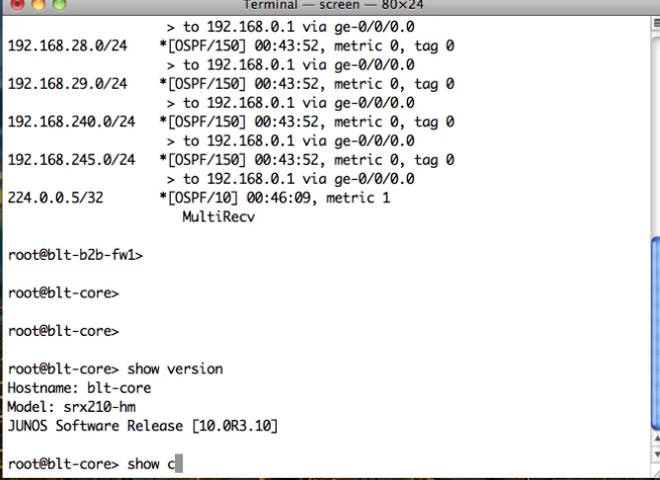 Terminal — screen — 80×24
> to 192.168.0.1 via ge-0/0/0.0
192.168.28.0/24    *[OSPF/150] 00:43:52, metric 0, tag 0
> to 192.168.0.1 via ge-0/0/0.0
192.168.29.0/24    *[OSPF/150] 00:43:52, metric 0, tag 0
> to 192.168.0.1 via ge-0/0/0.0
192.168.240.0/24   *[OSPF/150] 00:43:52, metric 0, tag 0
> to 192.168.0.1 via ge-0/0/0.0
192.168.245.0/24   *[OSPF/150] 00:43:52, metric 0, tag 0
> to 192.168.0.1 via ge-0/0/0.0
224.0.0.5/32       *[OSPF/10] 00:46:09, metric 1
MultiRecv
root@blt-b2b-fw1>
root@blt-core>
root@blt-core>
root@blt-core> show version
Hostname: blt-core
Model: srx210-hm
JUNOS Software Release [10.0R3.10]
root@blt-core> show c